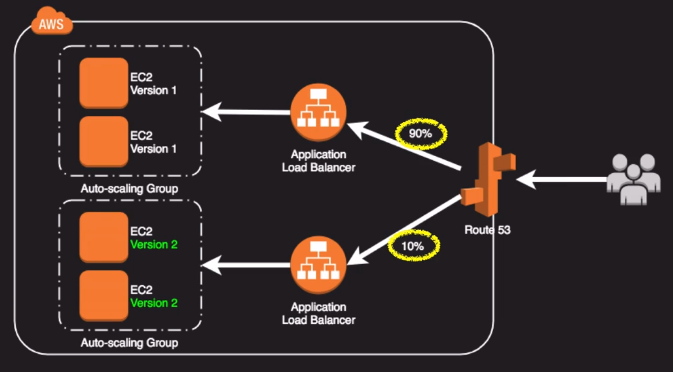 AWS
EC2
Version 1
EC2
Version 1
Auto-scaling Group
Application
Load Balancer
90%
Route 53
EC2
Version 2
EC2
Version 2
Auto-scaling Group
Application
Load Balancer
10%